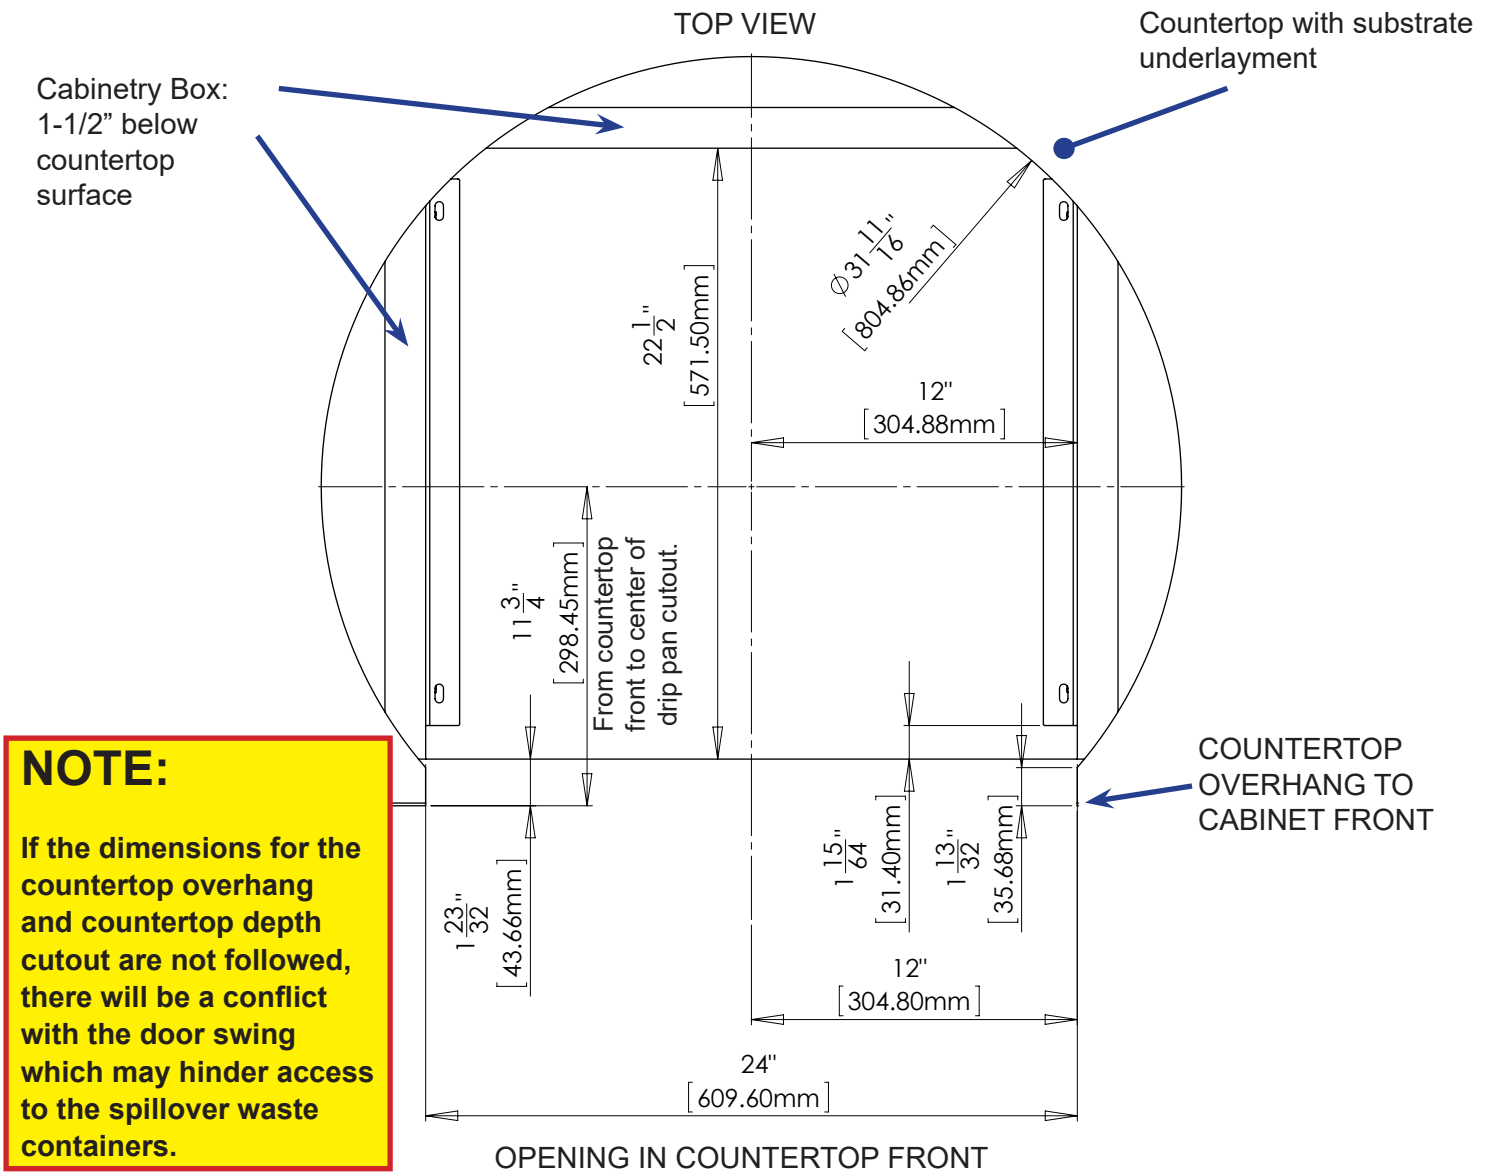 TOP VIEW
Countertop with substrate
underlayment
Cabinetry Box:
1-1/2” below
countertop
surface
Ø31 11/16"
[804.86mm]
22 1/2"
[571.50mm]
12"
[304.88mm]
11 3/4"
[298.45mm]
From countertop
front to center of
drip pan cutout.
NOTE:
If the dimensions for the
countertop overhang
and countertop depth
cutout are not followed,
there will be a conflict
with the door swing
which may hinder access
to the spillover waste
containers.
COUNTERTOP
OVERHANG TO
CABINET FRONT
1 23/32"
[43.66mm]
1 15/64"
[31.40mm]
1 13/32"
[35.68mm]
12"
[304.80mm]
24"
[609.60mm]
OPENING IN COUNTERTOP FRONT